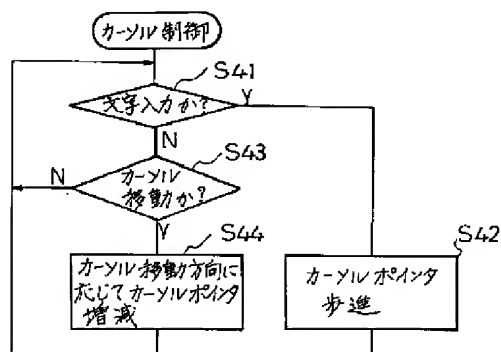 カーソル制御
S41
文字入力か?
Y
N
S43
カーソル
移動か?
N
Y
S44
カーソル移動方向に
応じてカーソルポインタ
増減
S42
カーソルポインタ
歩進